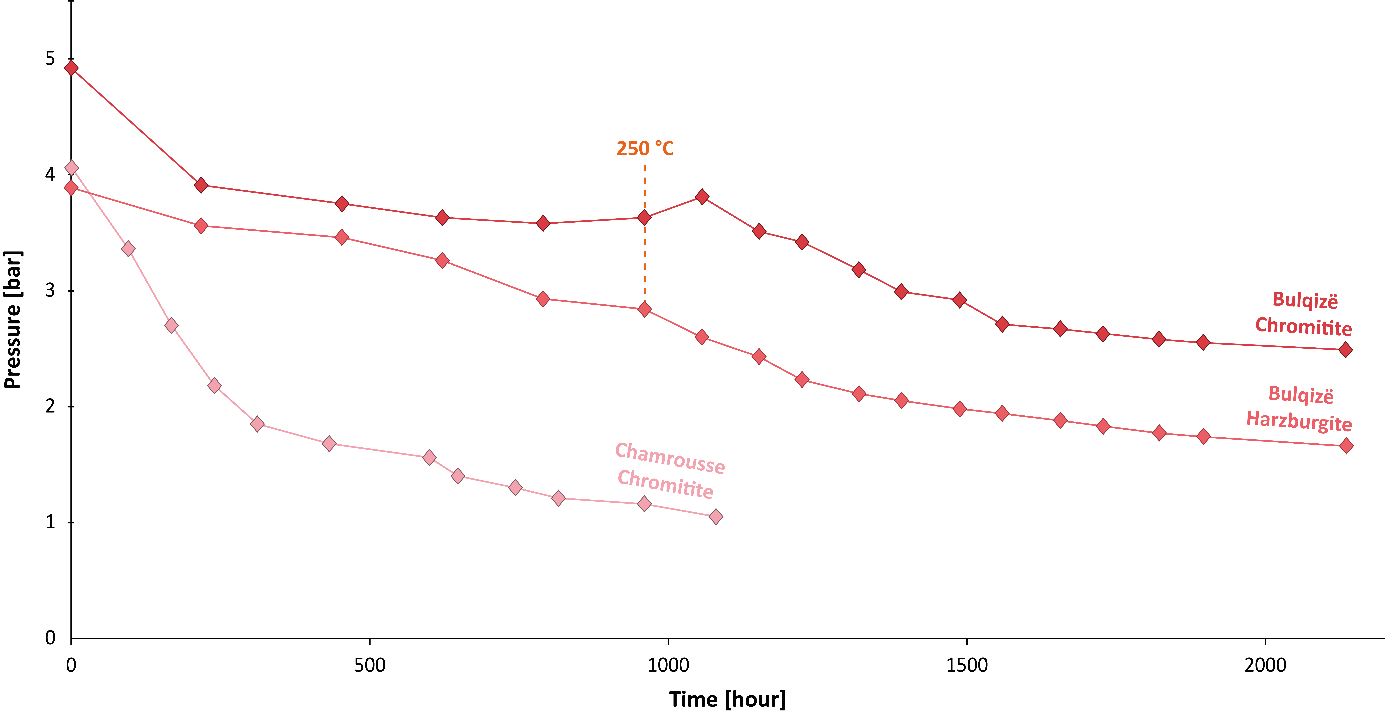 5
4
3
2
1
0
Pressure [bar]
250 °C
Bulqizë
Chromitite
Bulqizë
Harzburgite
Chamrousse
Chromitite
0 500 1000 1500 2000
Time [hour]